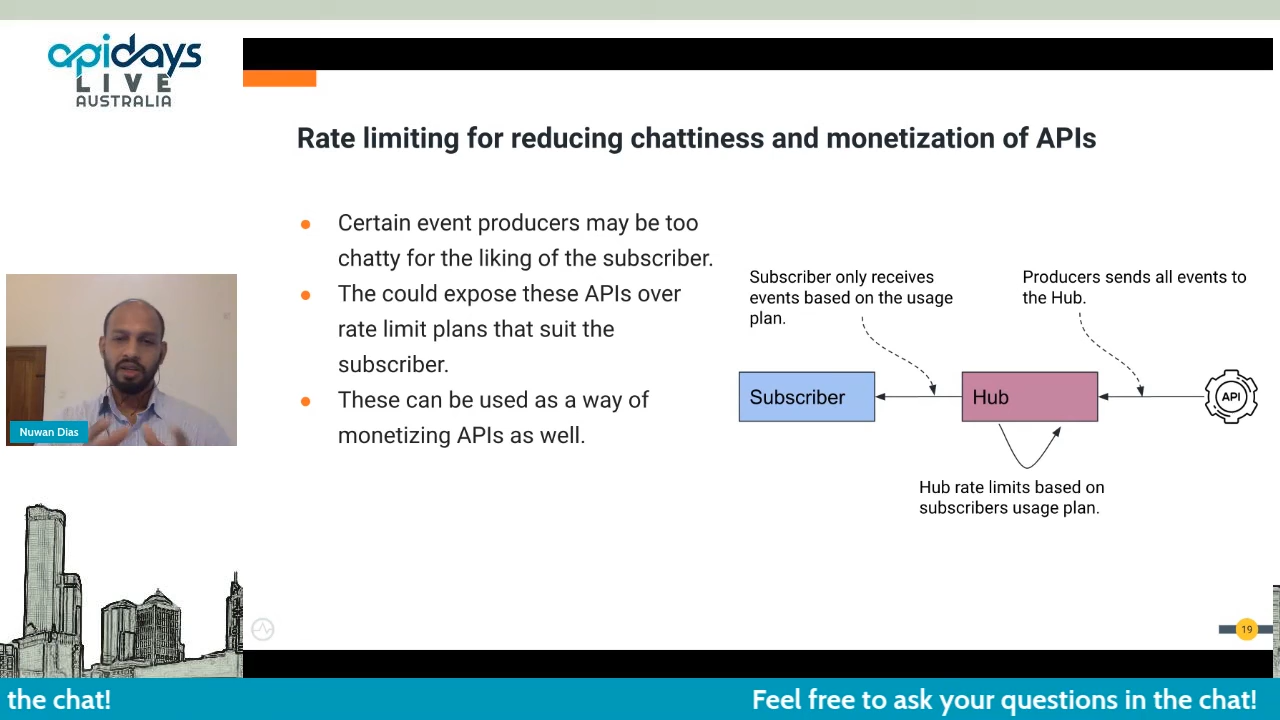 apidays
LIVE
AUSTRALIA
Rate limiting for reducing chattiness and monetization of APIs
● Certain event producers may be too
chatty for the liking of the subscriber.
● The could expose these APIs over
rate limit plans that suit the
subscriber.
● These can be used as a way of
monetizing APIs as well.
Subscriber only receives
events based on the usage
plan.
Producers sends all events to
the Hub.
Subscriber
Hub
API
Hub rate limits based on
subscribers usage plan.
Nuwan Dias
19
the chat!
Feel free to ask your questions in the chat!